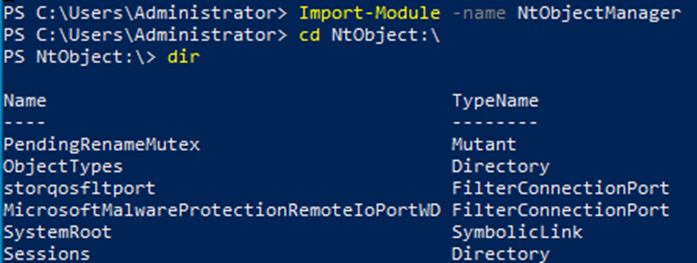 PS C:\Users\Administrator> Import-Module -name NtObjectManager
PS C:\Users\Administrator> cd NtObject:\
PS NtObject:\> dir
Name TypeName
---- --------
PendingRenameMutex Mutant
ObjectTypes Directory
storqosfltport FilterConnectionPort
MicrosoftMalwareProtectionRemoteIoPortWD FilterConnectionPort
SystemRoot SymbolicLink
Sessions Directory